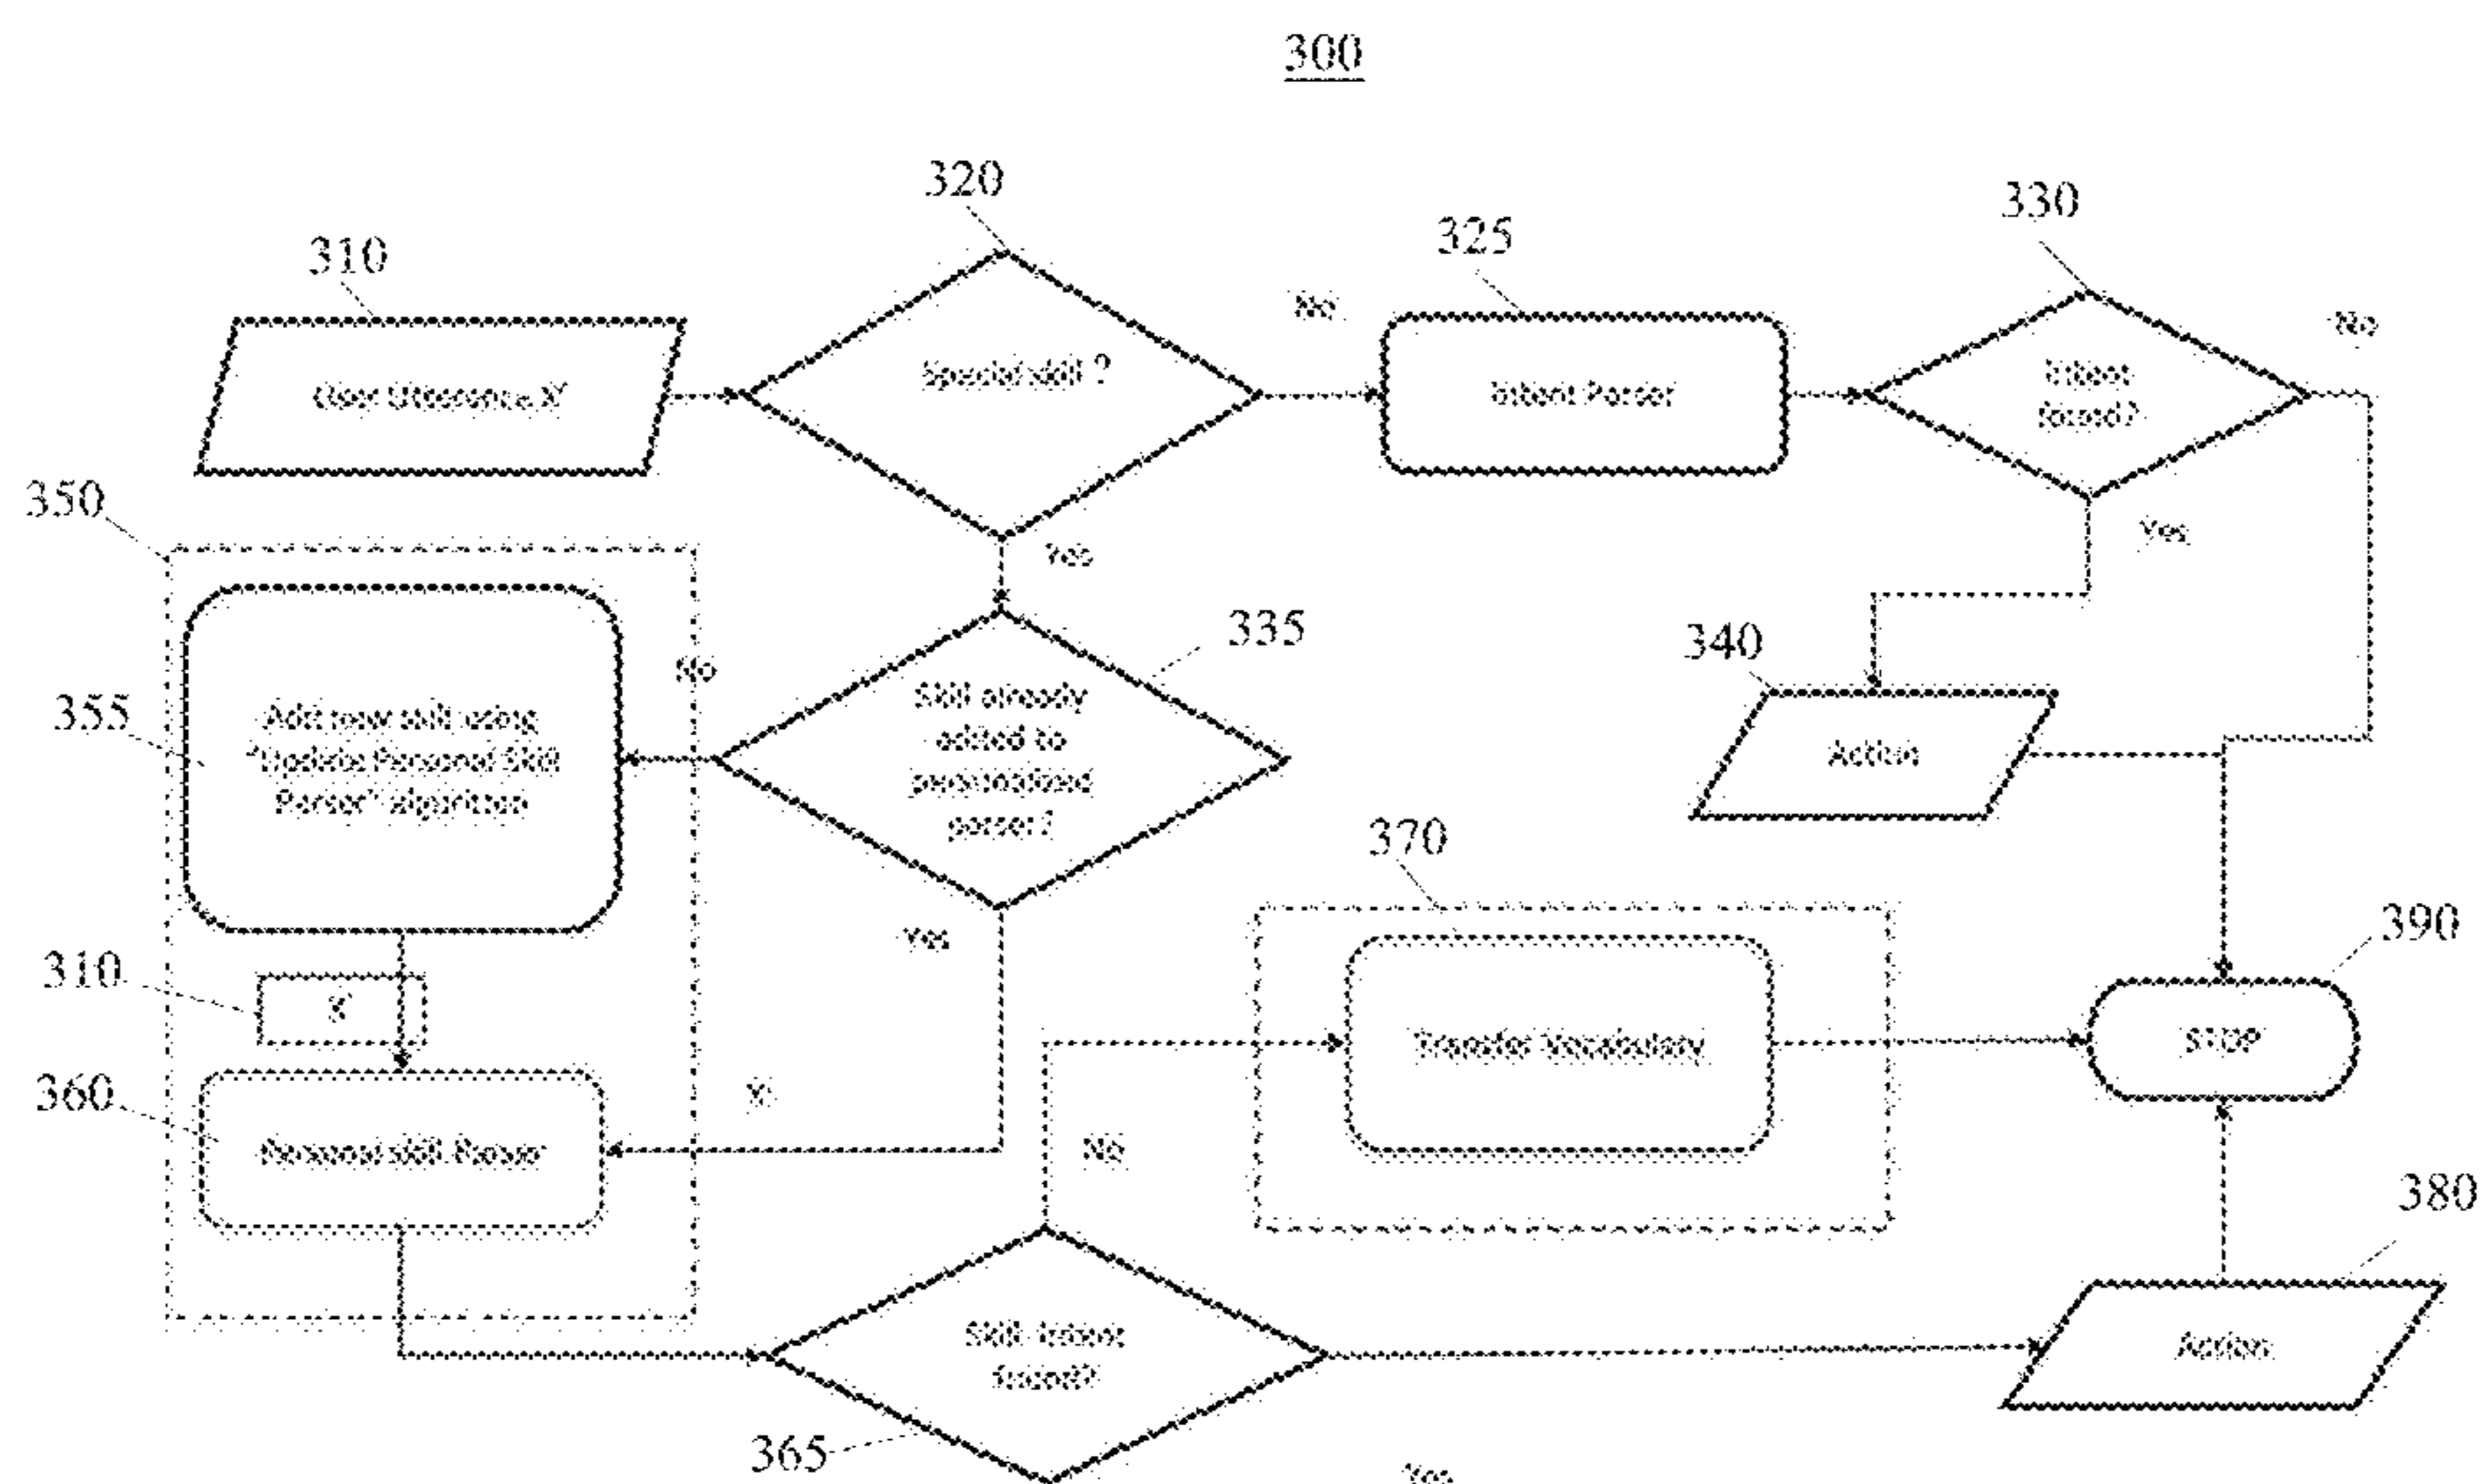 300
320
330
310
325
No
No
User Utterance X
Special skill ?
Intent Parser
Intent
found?
350
Yes
Yes
335
340
No
355
Add new skill using
"Update Personal Skill
Parser" algorithm
Skill already
added to
personalized
parser?
Action
370
Yes
390
310
X
Transfer Vocabulary
STOP
360
X
Personal skill Parser
No
380
Skill-Intent
found?
Action
365
Yes